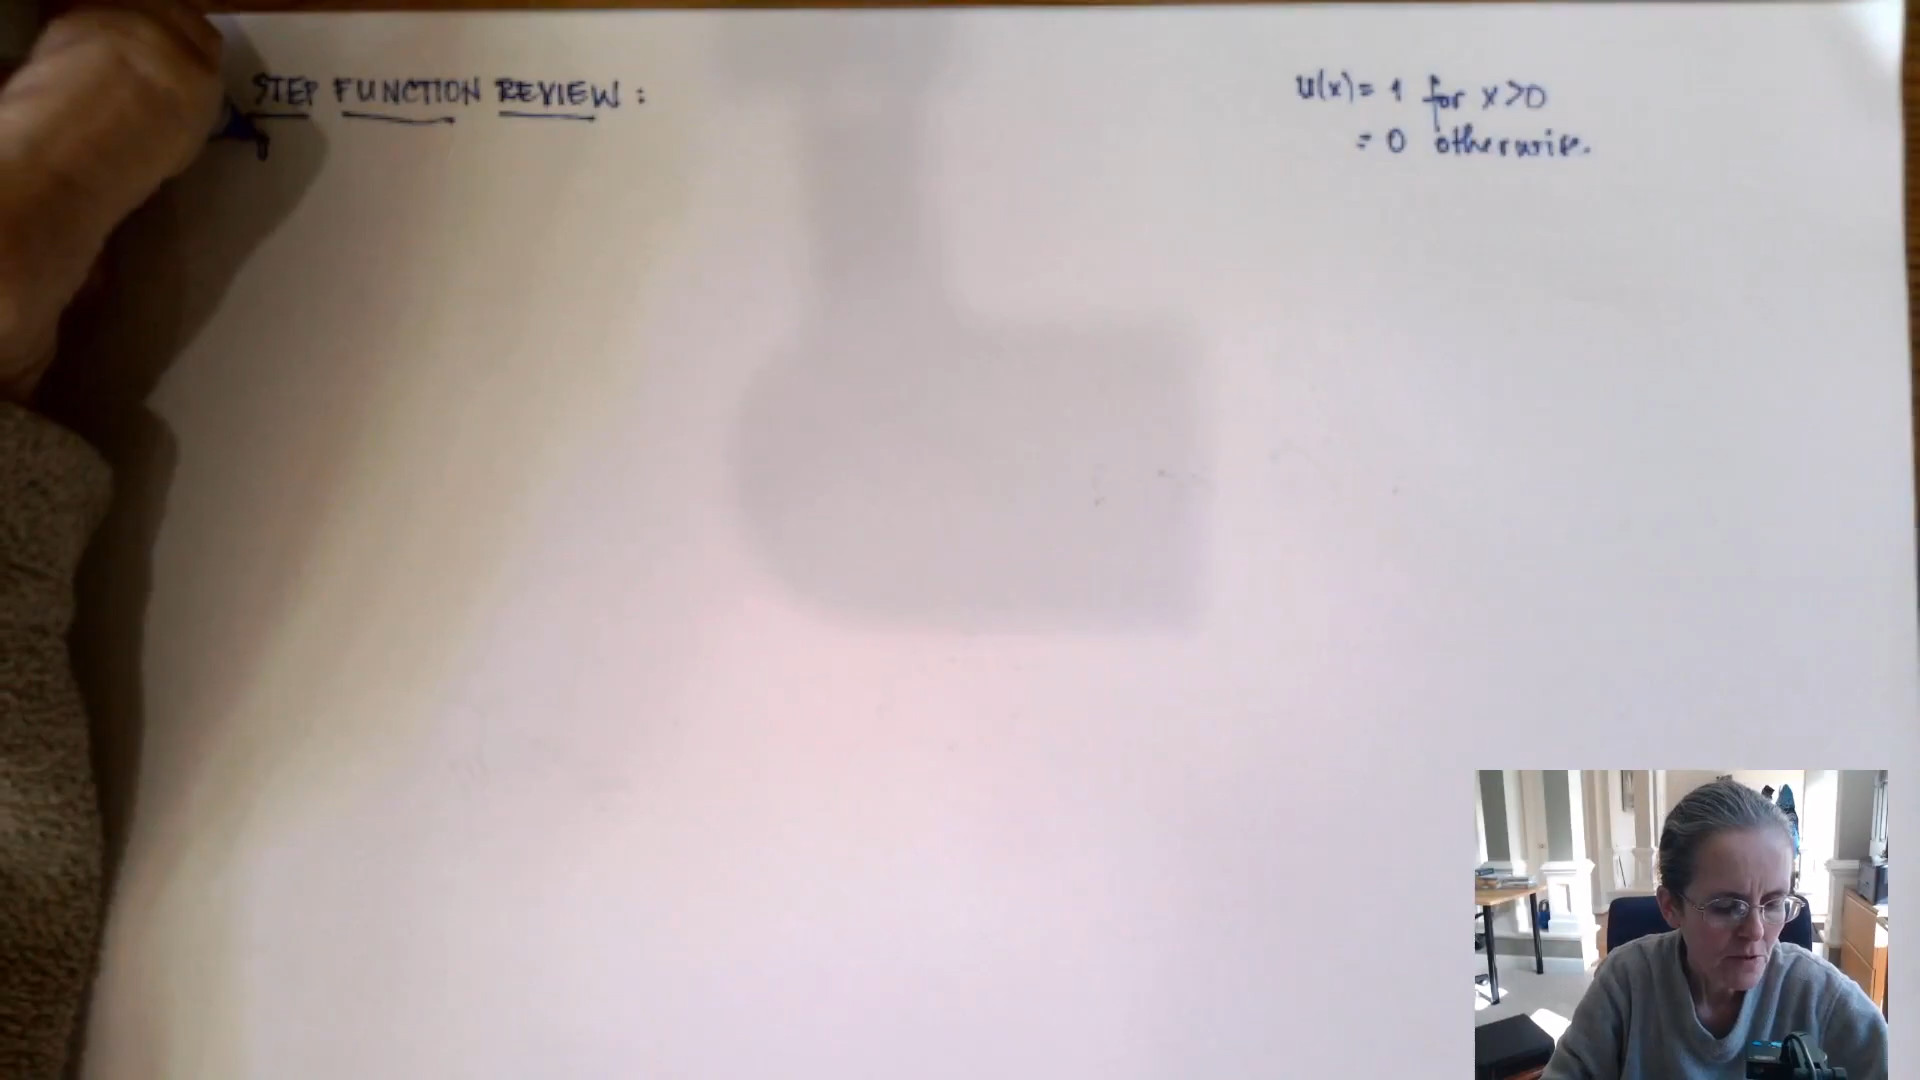 STEP FUNCTION REVIEW :
u(x) = 1 for x>0
= 0 otherwise.